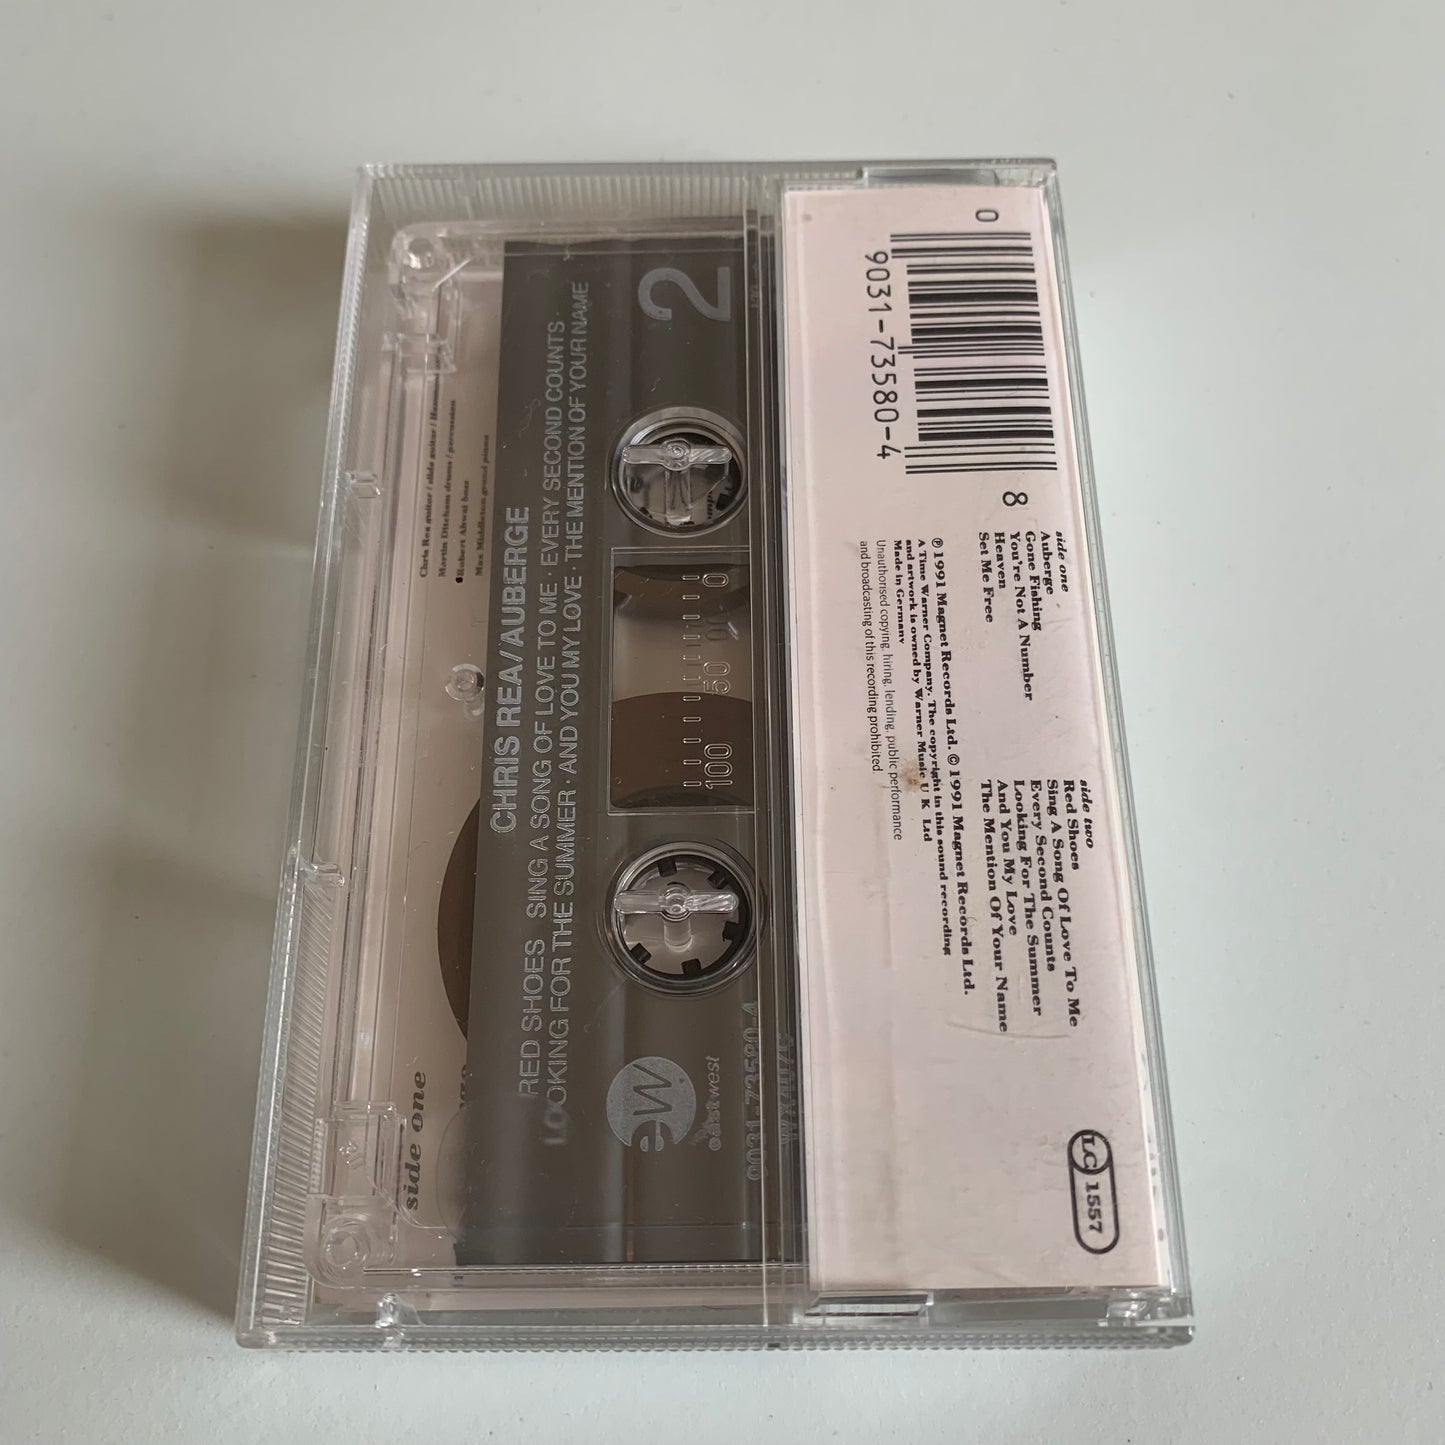 2
CHRIS REA/AUBERGE
RED SHOES SING A SONG OF LOVE TO ME · EVERY SECOND COUNTS ·
LOOKING FOR THE SUMMER · AND YOU MY LOVE · THE MENTION OF YOUR NAME
100 50 0
eastwest
9031-73580-4
side one
Chris Rea guitar / slide guitar /
Martin Ditcham drums / percussion
Robert Ahwai bass
Max Middleton grand piano
0
9031-73580-4
8
side one
Auberge
Gone Fishing
You're Not A Number
Heaven
Set Me Free
side two
Red Shoes
Sing A Song Of Love To Me
Every Second Counts
Looking For The Summer
And You My Love
The Mention Of Your Name
℗ 1991 Magnet Records Ltd. © 1991 Magnet Records Ltd.
A Time Warner Company. The copyright in this sound recording
and artwork is owned by Warner Music U K Ltd
Made in Germany
Unauthorised copying, hiring, lending, public performance
and broadcasting of this recording prohibited
LC 1557